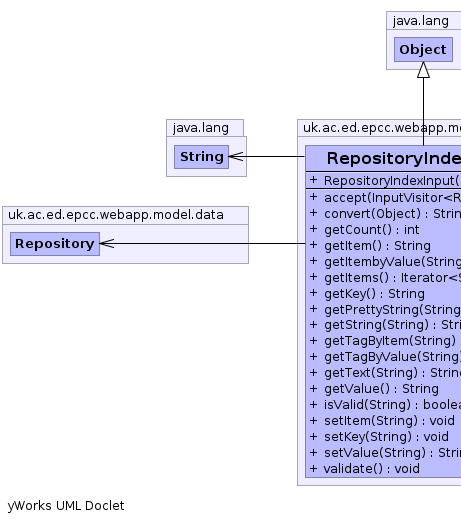 java.lang
Object
java.lang
String
uk.ac.ed.epcc.webapp.mo
uk.ac.ed.epcc.webapp.model.data
Repository
RepositoryInde
+ RepositoryIndexInput(
+ accept(InputVisitor<R
+ convert(Object) : Strin
+ getCount() : int
+ getItem() : String
+ getItembyValue(String
+ getItems() : Iterator<S
+ getKey() : String
+ getPrettyString(String
+ getString(String) : Stri
+ getTagByItem(String)
+ getTagByValue(String)
+ getText(String) : String
+ getValue() : String
+ isValid(String) : boolea
+ setItem(String) : void
+ setKey(String) : void
+ setValue(String) : Stri
+ validate() : void
yWorks UML Doclet